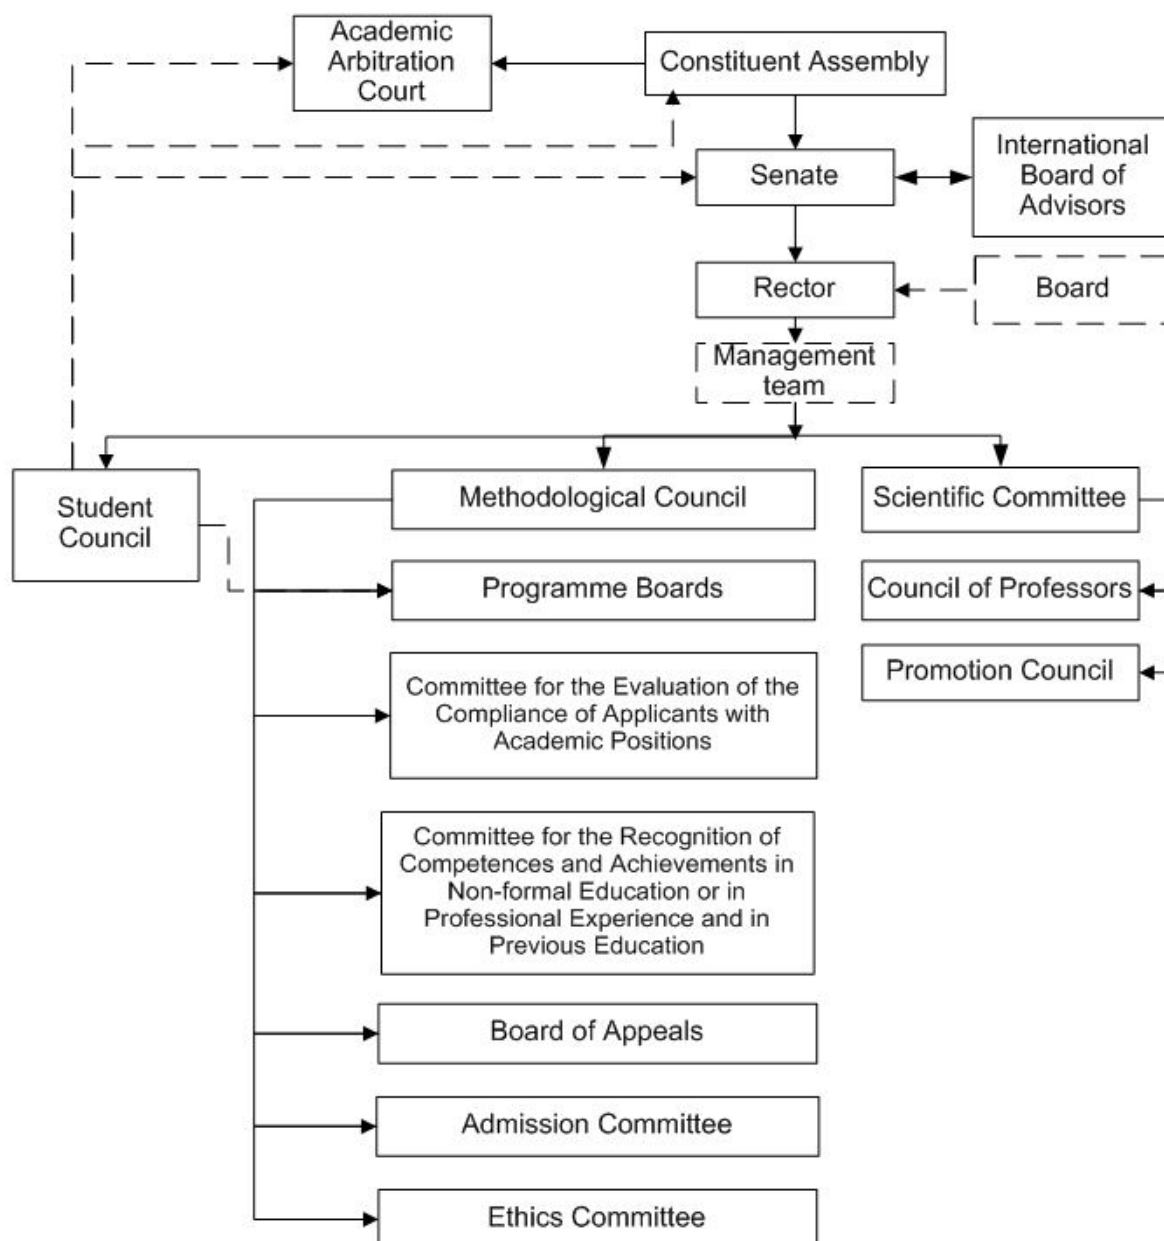 Academic
Arbitration
Court
Constituent Assembly
Senate
International
Board of
Advisors
Rector
Board
Management
team
Student
Council
Methodological Council
Scientific Committee
Programme Boards
Council of Professors
Committee for the Evaluation of the
Compliance of Applicants with
Academic Positions
Promotion Council
Committee for the Recognition of
Competences and Achievements in
Non-formal Education or in
Professional Experience and in
Previous Education
Board of Appeals
Admission Committee
Ethics Committee